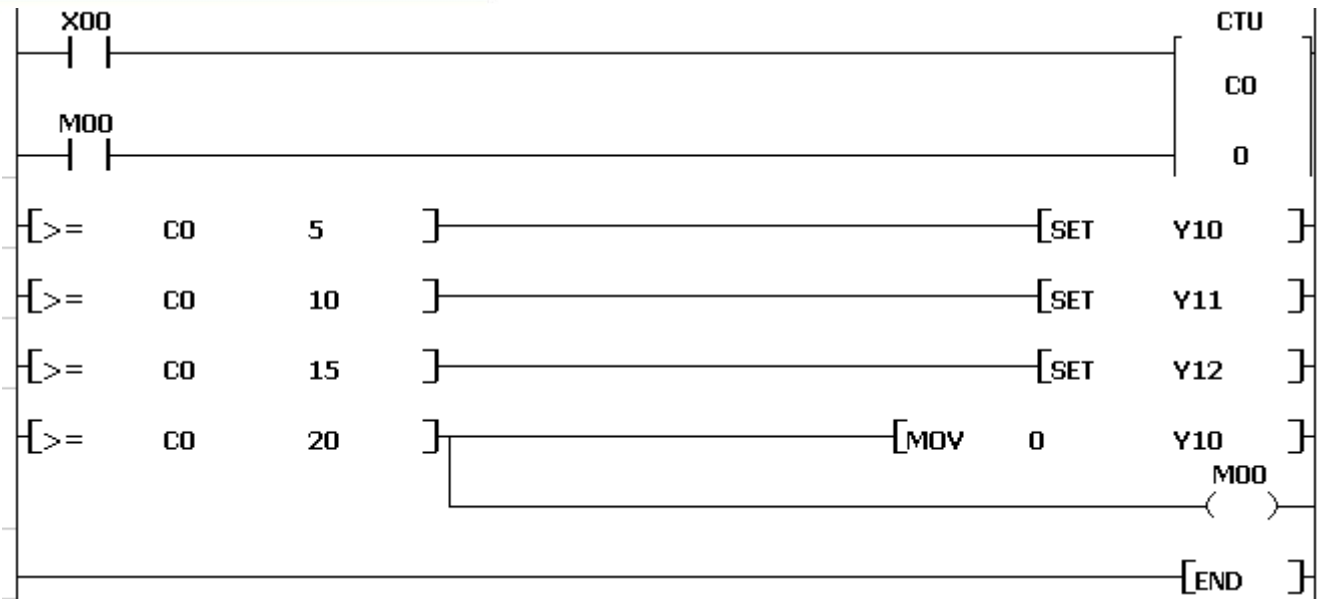 X00
CTU
C0
M00
0
>= C0 5 SET Y10
>= C0 10 SET Y11
>= C0 15 SET Y12
>= C0 20 MOV 0 Y10
M00
END